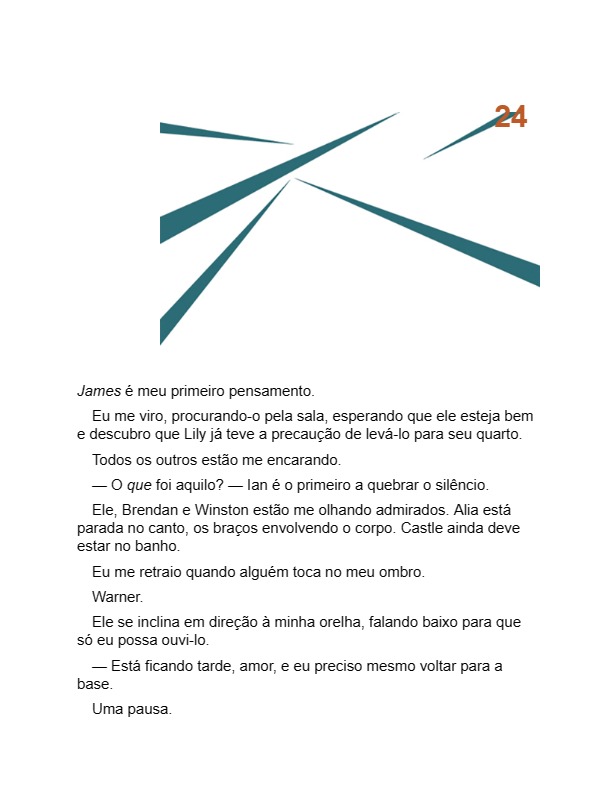 24
James é meu primeiro pensamento.
Eu me viro, procurando-o pela sala, esperando que ele esteja bem
e descubro que Lily já teve a precaução de levá-lo para seu quarto.
Todos os outros estão me encarando.
— O que foi aquilo? — Ian é o primeiro a quebrar o silêncio.
Ele, Brendan e Winston estão me olhando admirados. Alia está
parada no canto, os braços envolvendo o corpo. Castle ainda deve
estar no banho.
Eu me retraio quando alguém toca no meu ombro.
Warner.
Ele se inclina em direção à minha orelha, falando baixo para que
só eu possa ouvi-lo.
— Está ficando tarde, amor, e eu preciso mesmo voltar para a
base.
Uma pausa.